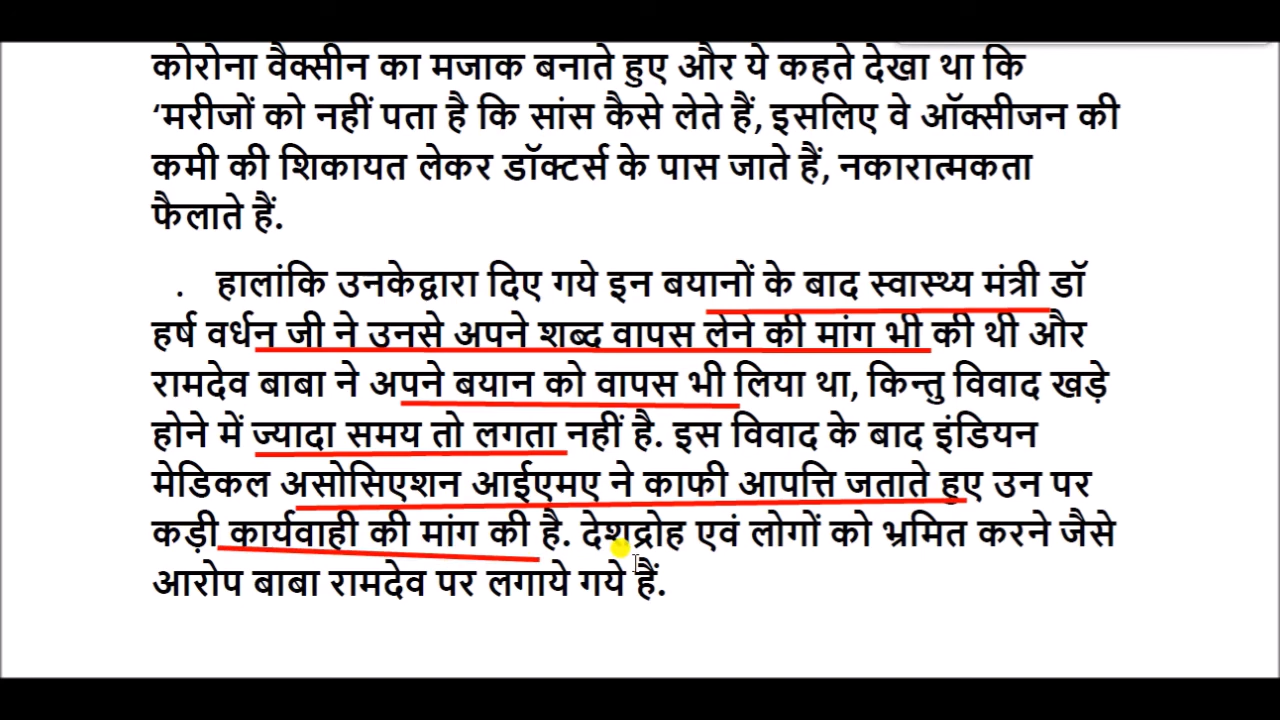 कोरोना वैक्सीन का मजाक बनाते हुए और ये कहते देखा था कि
‘मरीजों को नहीं पता है कि सांस कैसे लेते हैं, इसलिए वे ऑक्सीजन की
कमी की शिकायत लेकर डॉक्टर्स के पास जाते हैं, नकारात्मकता
फैलाते हैं.
. हालांकि उनकेद्वारा दिए गये इन बयानों के बाद स्वास्थ्य मंत्री डॉ
हर्ष वर्धन जी ने उनसे अपने शब्द वापस लेने की मांग भी की थी और
रामदेव बाबा ने अपने बयान को वापस भी लिया था, किन्तु विवाद खड़े
होने में ज्यादा समय तो लगता नहीं है. इस विवाद के बाद इंडियन
मेडिकल असोसिएशन आईएमए ने काफी आपत्ति जताते हुए उन पर
कड़ी कार्यवाही की मांग की है. देशद्रोह एवं लोगों को भ्रमित करने जैसे
आरोप बाबा रामदेव पर लगाये गये हैं.